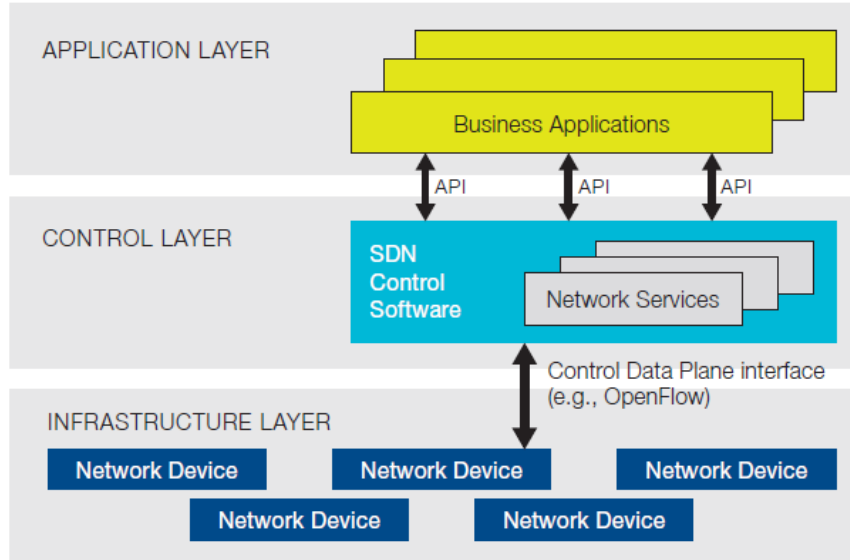 APPLICATION LAYER
Business Applications
API
API
API
CONTROL LAYER
SDN
Control
Software
Network Services
Control Data Plane interface
(e.g., OpenFlow)
INFRASTRUCTURE LAYER
Network Device
Network Device
Network Device
Network Device
Network Device